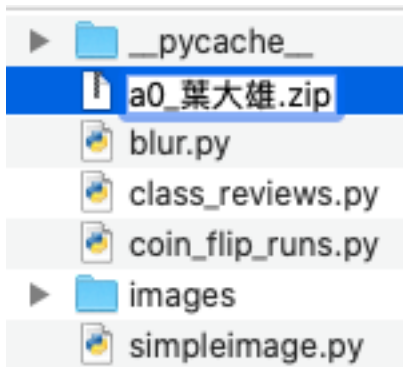 __pycache__
a0_葉大雄.zip
blur.py
class_reviews.py
coin_flip_runs.py
images
simpleimage.py